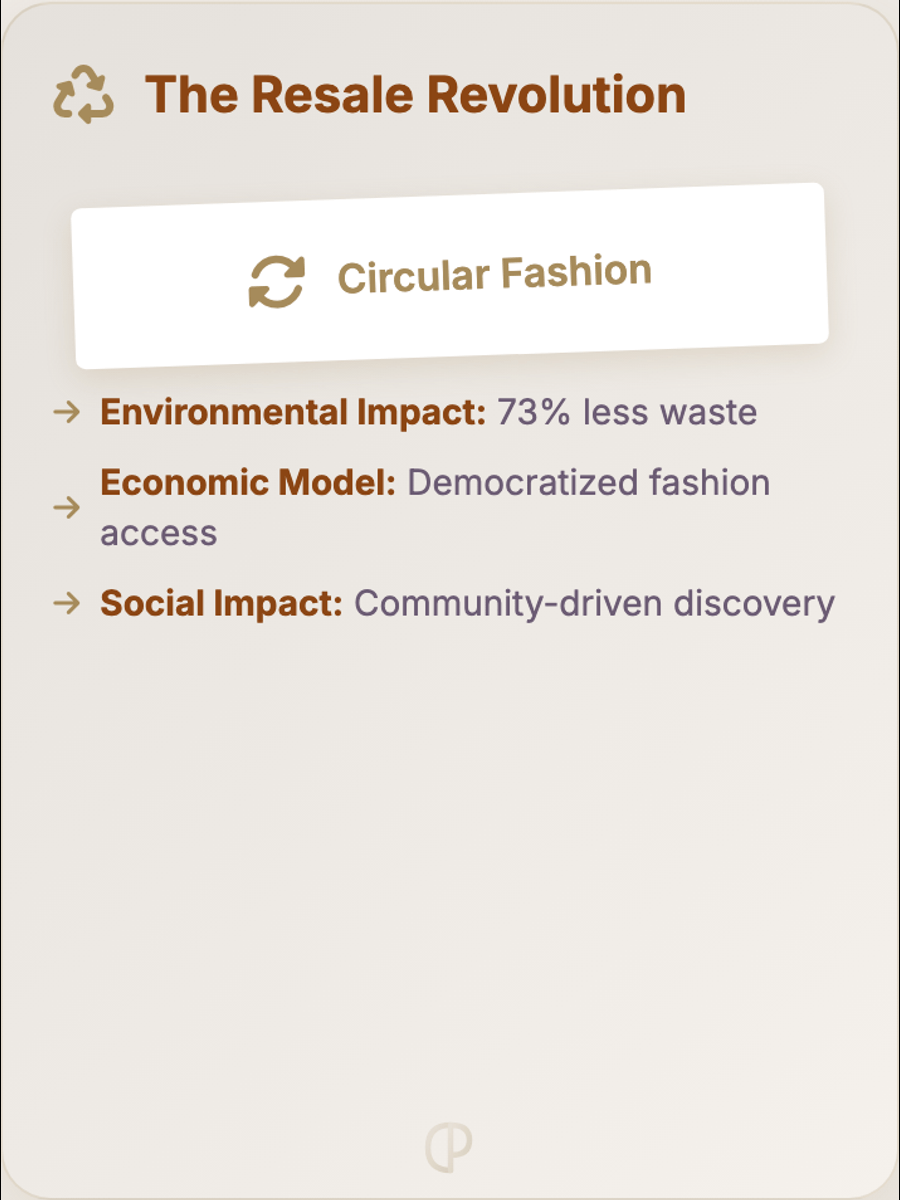 The Resale Revolution
Circular Fashion
→ Environmental Impact: 73% less waste
→ Economic Model: Democratized fashion
access
→ Social Impact: Community-driven discovery